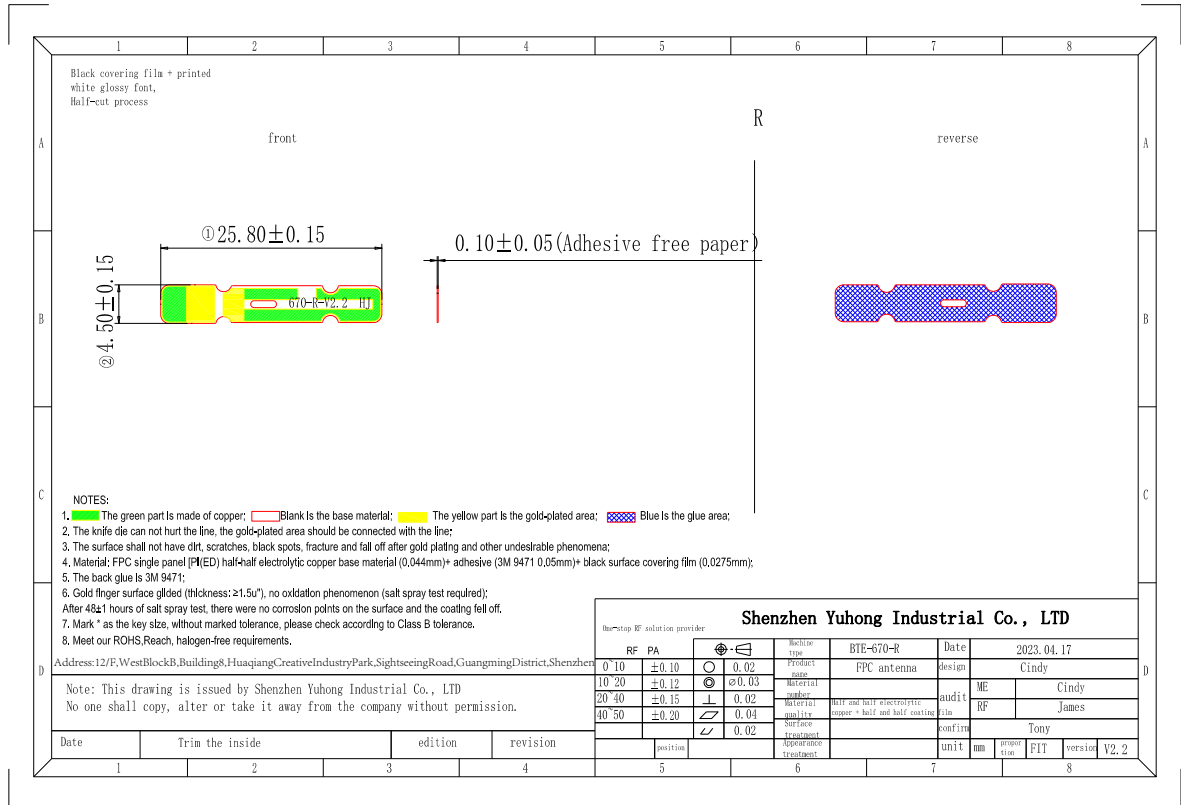 1 2 3 4 5 6 7 8
Black covering film + printed
white glossy font,
Half-cut process
R
front
reverse
A A
①25.80±0.15
0.10±0.05(Adhesive free paper)
②4.50±0.15
670-R-V2.2 HJ
B B
C C
NOTES:
1. The green part is made of copper; Blank is the base material; The yellow part is the gold-plated area; Blue is the glue area;
2. The knife die can not hurt the line, the gold-plated area should be connected with the line;
3. The surface shall not have dirt, scratches, black spots, fracture and fall off after gold plating and other undesirable phenomena;
4. Material: FPC single panel [PI(ED) half-half electrolytic copper base material (0.044mm)+ adhesive (3M 9471 0.05mm)+ black surface covering film (0.0275mm);
5. The back glue is 3M 9471;
6. Gold finger surface gilded (thickness: ≥1.5u"), no oxidation phenomenon (salt spray test required);
After 48±1 hours of salt spray test, there were no corrosion points on the surface and the coating fell off.
7. Mark * as the key size, without marked tolerance, please check according to Class B tolerance.
8. Meet our ROHS,Reach, halogen-free requirements.
D D
Address:12/F,WestBlockB,Building8,HuaqiangCreativeIndustryPark,SightseeingRoad,GuangmingDistrict,Shenzhen
Note: This drawing is issued by Shenzhen Yuhong Industrial Co., LTD
No one shall copy, alter or take it away from the company without permission.
Date Trim the inside edition revision
One-stop RF solution provider
Shenzhen Yuhong Industrial Co., LTD
RF PA
0~10 ±0.10 0.02
10~20 ±0.12 ⌀0.03
20~40 ±0.15 0.02
40~50 ±0.20 0.04
0.02
position
Machine type BTE-670-R Date 2023.04.17
Product name FPC antenna design Cindy
Material number audit ME Cindy
Material quality Half and half electrolytic copper + half and half coating film RF James
Surface treatment confirm Tony
Appearance treatment unit mm proportion FIT version V2.2
1 2 3 4 5 6 7 8